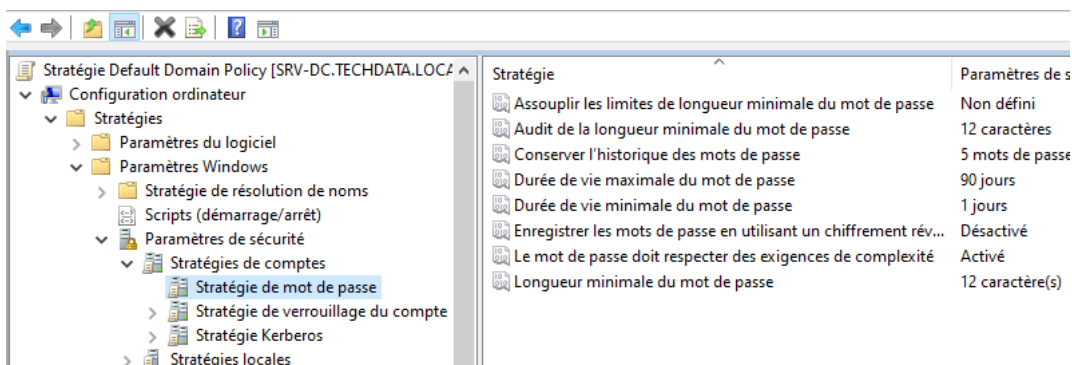 Stratégie Default Domain Policy [SRV-DC.TECHDATA.LOCA
Configuration ordinateur
Stratégies
Paramètres du logiciel
Paramètres Windows
Stratégie de résolution de noms
Scripts (démarrage/arrêt)
Paramètres de sécurité
Stratégies de comptes
Stratégie de mot de passe
Stratégie de verrouillage du compte
Stratégie Kerberos
Stratégies locales
Stratégie Paramètres de s
Assouplir les limites de longueur minimale du mot de passe Non défini
Audit de la longueur minimale du mot de passe 12 caractères
Conserver l'historique des mots de passe 5 mots de passe
Durée de vie maximale du mot de passe 90 jours
Durée de vie minimale du mot de passe 1 jours
Enregistrer les mots de passe en utilisant un chiffrement rév... Désactivé
Le mot de passe doit respecter des exigences de complexité Activé
Longueur minimale du mot de passe 12 caractère(s)